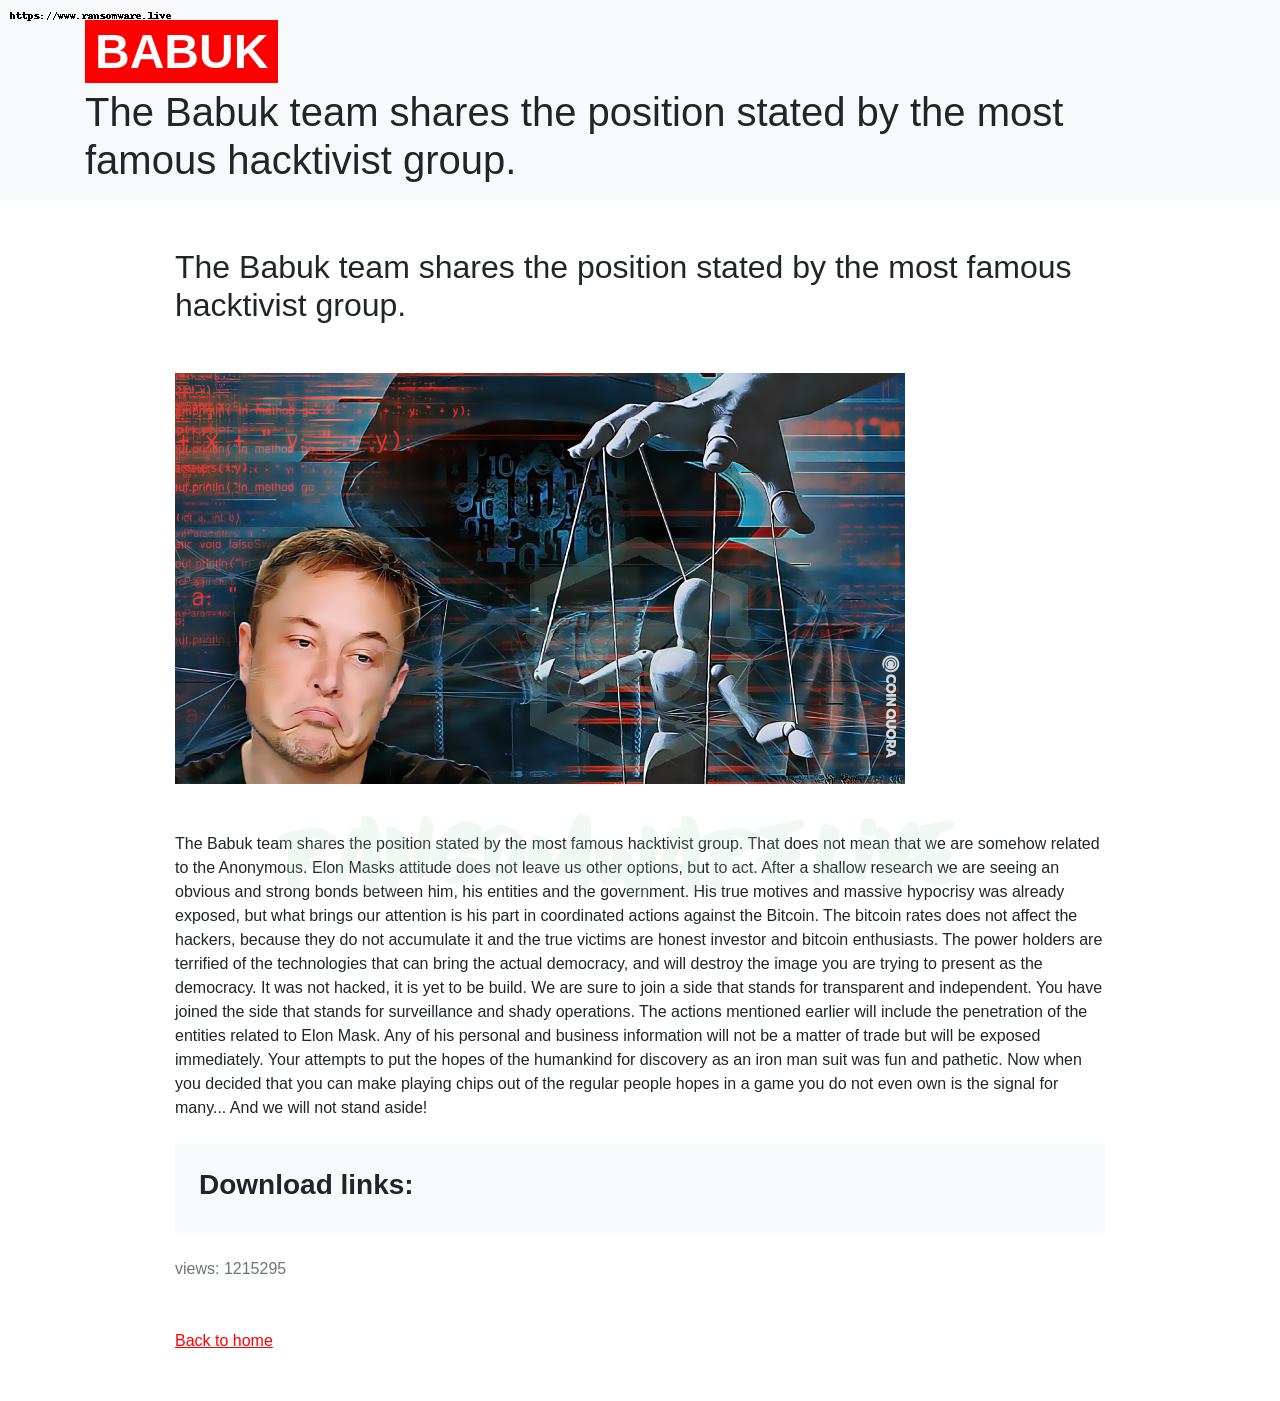 https://www.ransomware.live
BABUK
The Babuk team shares the position stated by the most
famous hacktivist group.
The Babuk team shares the position stated by the most famous
hacktivist group.
COIN QUORA
RANSOMWARE.LIVE
The Babuk team shares the position stated by the most famous hacktivist group. That does not mean that we are somehow related
to the Anonymous. Elon Masks attitude does not leave us other options, but to act. After a shallow research we are seeing an
obvious and strong bonds between him, his entities and the government. His true motives and massive hypocrisy was already
exposed, but what brings our attention is his part in coordinated actions against the Bitcoin. The bitcoin rates does not affect the
hackers, because they do not accumulate it and the true victims are honest investor and bitcoin enthusiasts. The power holders are
terrified of the technologies that can bring the actual democracy, and will destroy the image you are trying to present as the
democracy. It was not hacked, it is yet to be build. We are sure to join a side that stands for transparent and independent. You have
joined the side that stands for surveillance and shady operations. The actions mentioned earlier will include the penetration of the
entities related to Elon Mask. Any of his personal and business information will not be a matter of trade but will be exposed
immediately. Your attempts to put the hopes of the humankind for discovery as an iron man suit was fun and pathetic. Now when
you decided that you can make playing chips out of the regular people hopes in a game you do not even own is the signal for
many... And we will not stand aside!
Download links:
views: 1215295
Back to home